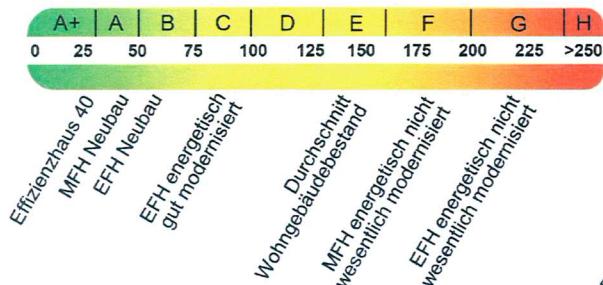 A+ A B C D E F G H
0 25 50 75 100 125 150 175 200 225 >250
Effizienzhaus 40
MFH Neubau
EFH Neubau
EFH energetisch
gut modernisiert
Durchschnitt
Wohngebäudebestand
MFH energetisch nicht
wesentlich modernisiert
EFH energetisch nicht
wesentlich modernisiert